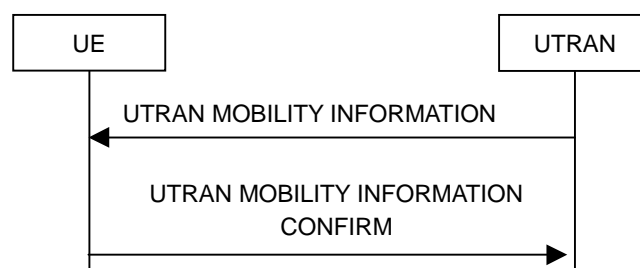 UE
UTRAN
UTRAN MOBILITY INFORMATION
UTRAN MOBILITY INFORMATION
CONFIRM